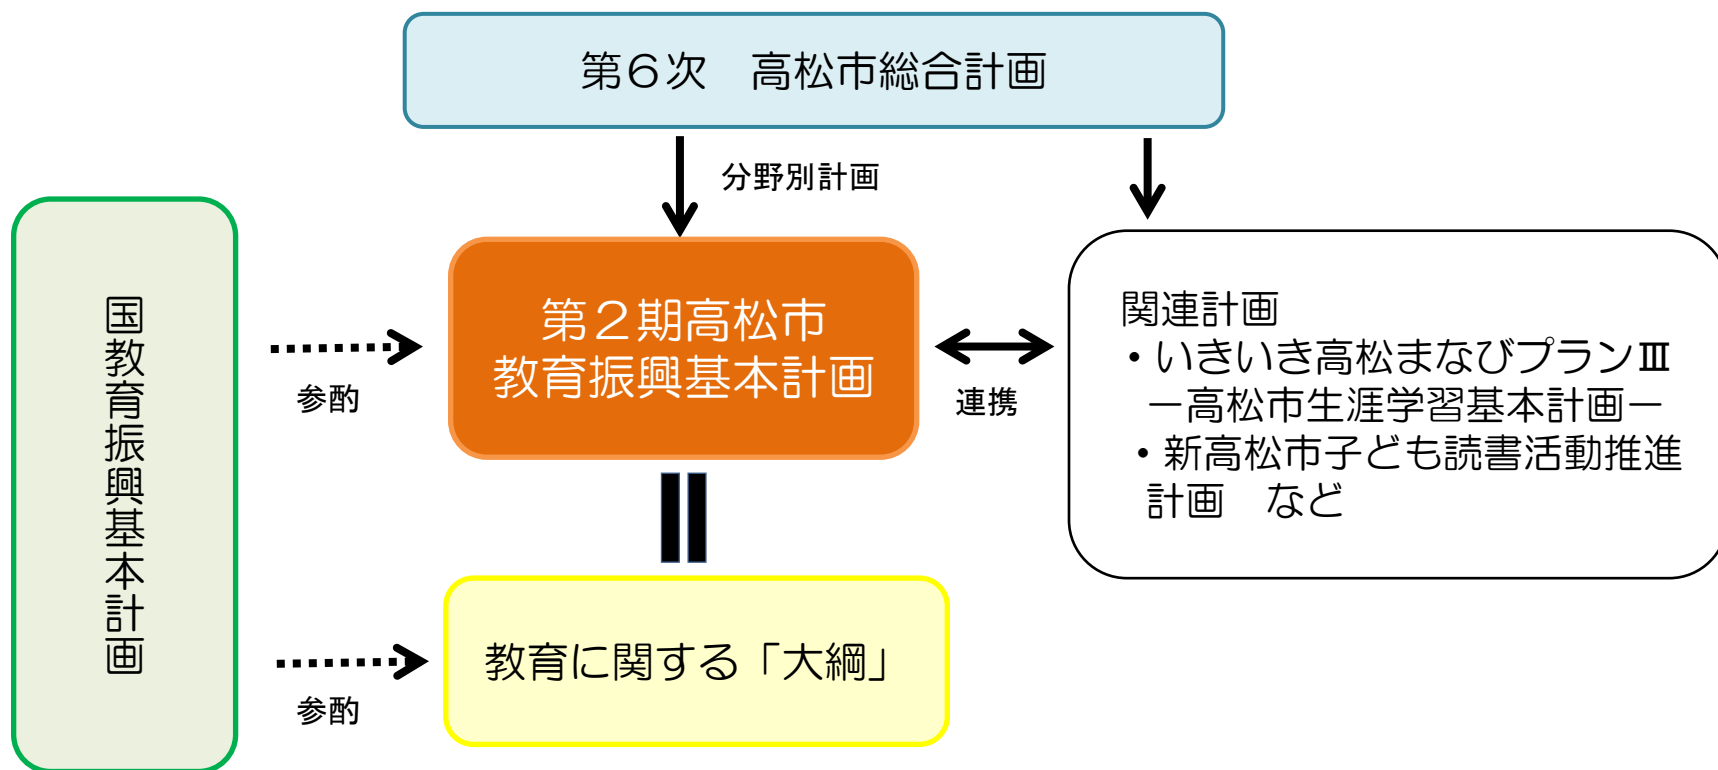 第６次　高松市総合計画
分野別計画
国教育振興基本計画
参酌
第２期高松市
教育振興基本計画
連携
関連計画
・いきいき高松まなびプランⅢ
－高松市生涯学習基本計画－
・新高松市子ども読書活動推進
計画　など
参酌
教育に関する「大綱」